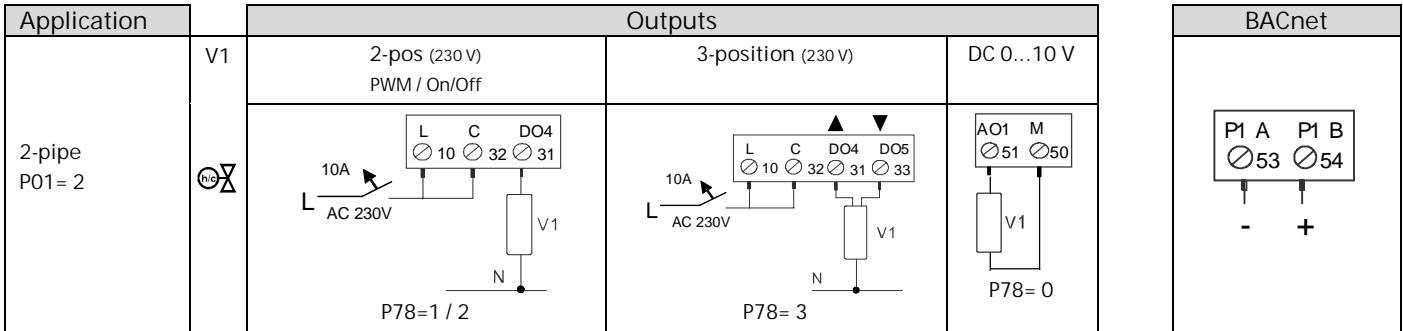 Application
Outputs
BACnet
V1
2-pos (230 V)
PWM / On/Off
3-position (230 V)
DC 0...10 V
2-pipe
P01= 2
h/c
L C DO4
10 32 31
10A
L
AC 230V
V1
N
P78=1 / 2
▲ ▼
L C DO4 DO5
10 32 31 33
10A
L
AC 230V
V1
N
P78= 3
AO1 M
51 50
V1
P78= 0
P1 A P1 B
53 54
- +